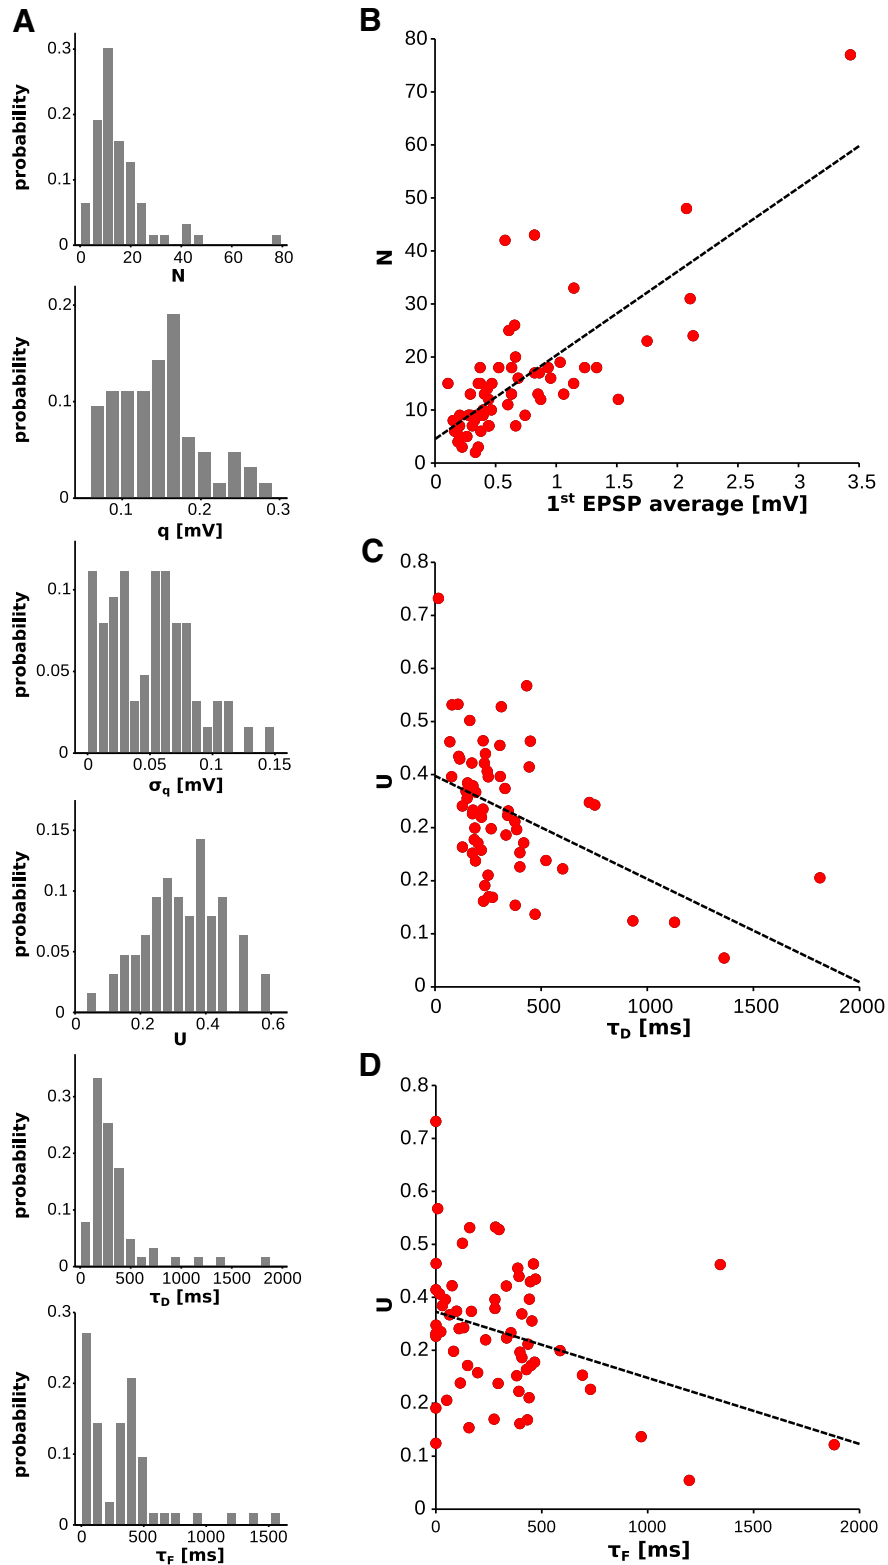 A
0.3
0.2
0.1
0
probability
0 20 40 60 80
N
0.2
0.1
0
probability
0.1 0.2 0.3
q [mV]
0.1
0.05
0
probability
0 0.05 0.1 0.15
σq [mV]
0.15
0.1
0.05
0
probability
0 0.2 0.4 0.6
U
0.3
0.2
0.1
0
probability
0 500 1000 1500 2000
τD [ms]
0.3
0.2
0.1
0
probability
0 500 1000 1500
τF [ms]
B
80
70
60
50
40
30
20
10
0
N
0 0.5 1 1.5 2 2.5 3 3.5
1st EPSP average [mV]
C
0.8
0.7
0.6
0.5
0.4
0.2
0.2
0.1
0
U
0 500 1000 1500 2000
τD [ms]
D
0.8
0.7
0.6
0.5
0.4
0.2
0.2
0.1
0
U
0 500 1000 1500 2000
τF [ms]